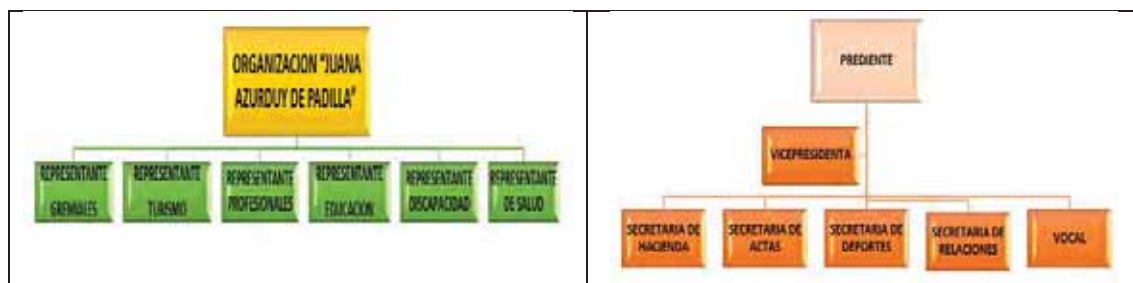 ORGANIZACION "JUANA
AZURDUY DE PADILLA"
REPRESENTANTE
GREMIALES
REPRESENTANTE
TURISMO
REPRESENTANTE
PROFESIONALES
REPRESENTANTE
EDUCACION
REPRESENTANTE
DISCAPACIDAD
REPRESENTANTE
DE SALUD
PREDIENTE
VICEPRESIDENTA
SECRETARIA DE
HACIENDA
SECRETARIA DE
ACTAS
SECRETARIA DE
DEPORTES
SECRETARIA DE
RELACIONES
VOCAL